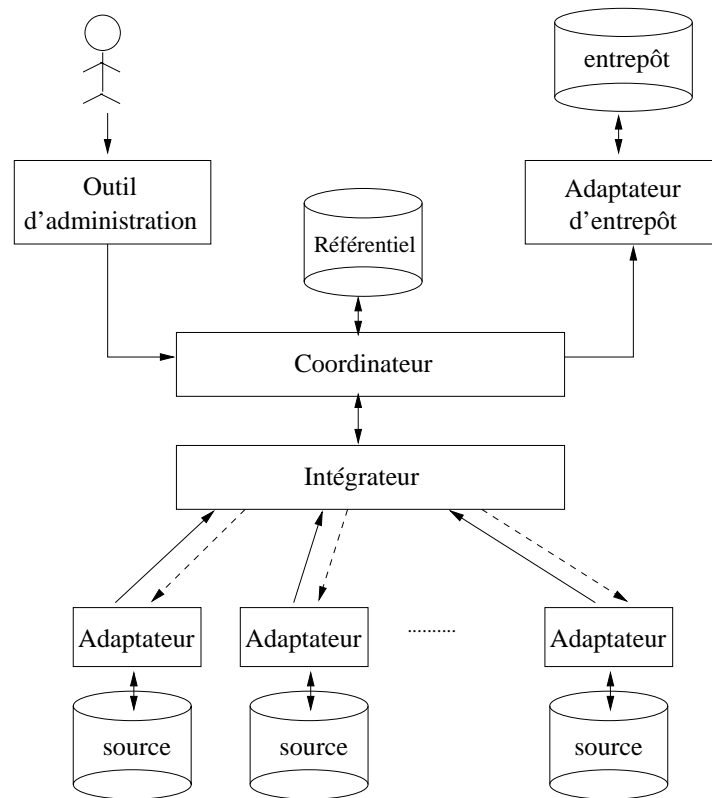 entrepôt
Outil
d’administration
Adaptateur
d’entrepôt
Référentiel
Coordinateur
Intégrateur
Adaptateur
Adaptateur
..........
Adaptateur
source
source
source